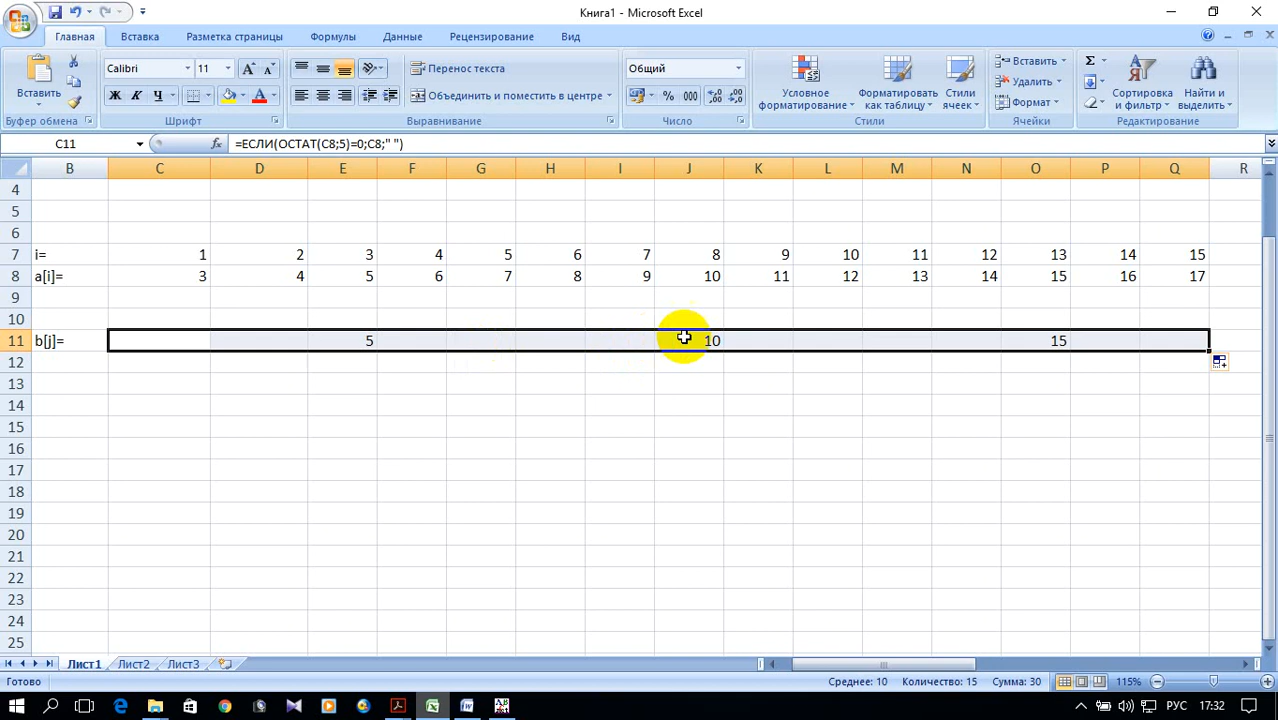 Книга1 - Microsoft Excel
Главная Вставка Разметка страницы Формулы Данные Рецензирование Вид
Вставить
Calibri 11
Ж К Ч
Перенос текста
Объединить и поместить в центре
Общий
% 000
Условное форматирование
Форматировать как таблицу
Стили ячеек
Вставить
Удалить
Формат
Σ
Сортировка и фильтр
Найти и выделить
Буфер обмена Шрифт Выравнивание Число Стили Ячейки Редактирование
C11 fx =ЕСЛИ(ОСТАТ(C8;5)=0;C8;" ")
B C D E F G H I J K L M N O P Q R
4
5
6
7 i= 1 2 3 4 5 6 7 8 9 10 11 12 13 14 15
8 a[i]= 3 4 5 6 7 8 9 10 11 12 13 14 15 16 17
9
10
11 b[j]= 5 10 15
12
13
14
15
16
17
18
19
20
21
22
23
24
25
Лист1 Лист2 Лист3
Готово Среднее: 10 Количество: 15 Сумма: 30 115%
РУС 17:32